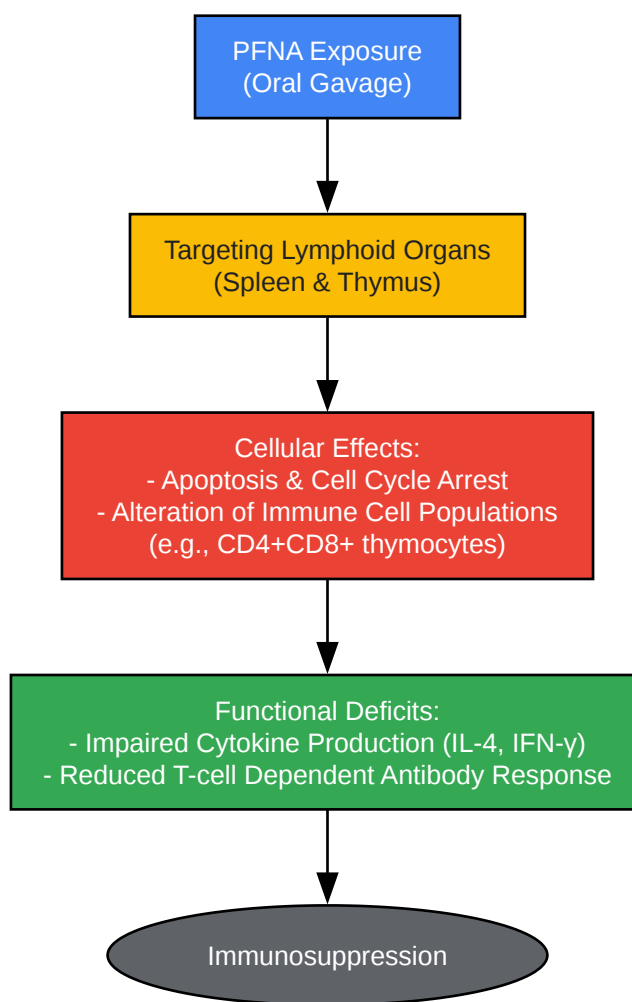 PFNA Exposure
(Oral Gavage)
Targeting Lymphoid Organs
(Spleen & Thymus)
Cellular Effects:
- Apoptosis & Cell Cycle Arrest
- Alteration of Immune Cell Populations
(e.g., CD4+CD8+ thymocytes)
Functional Deficits:
- Impaired Cytokine Production (IL-4, IFN-γ)
- Reduced T-cell Dependent Antibody Response
Immunosuppression